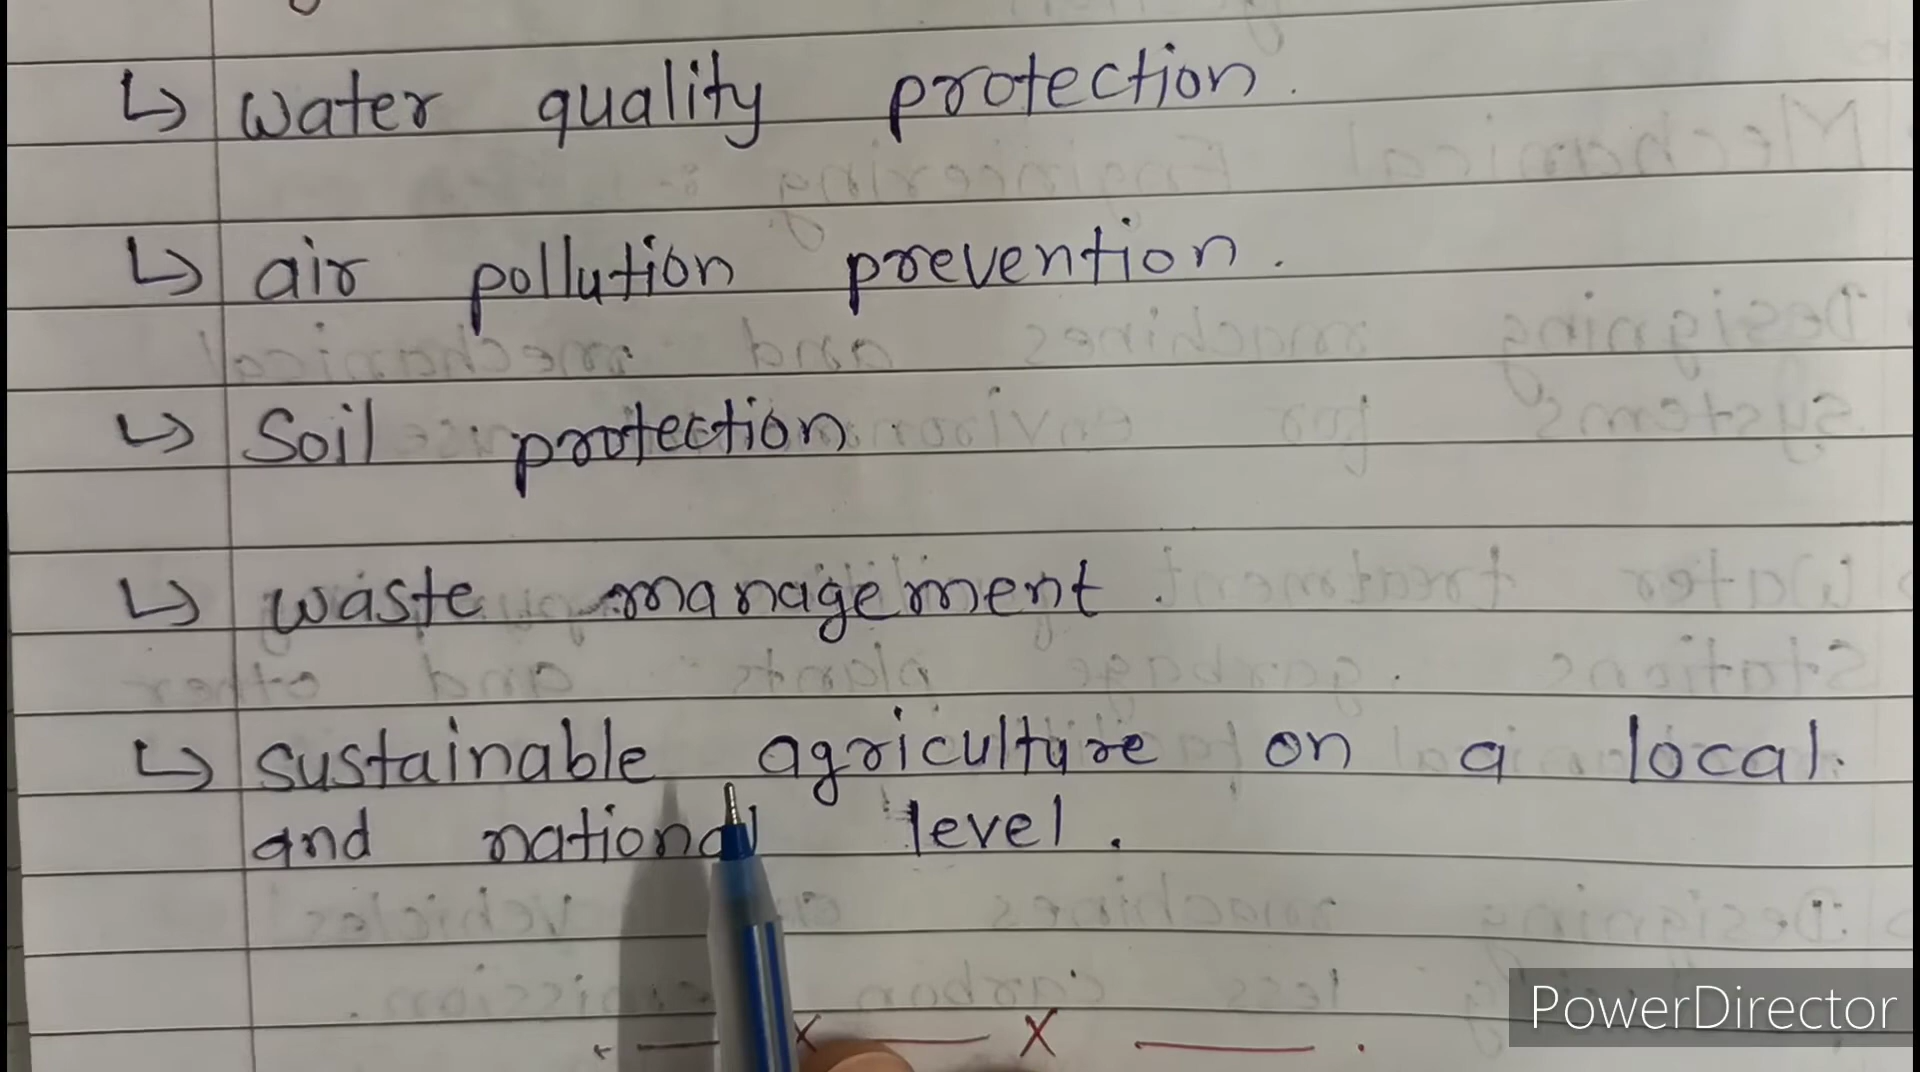 ↳ water quality protection.
↳ air pollution prevention.
↳ Soil protection.
↳ waste management.
↳ sustainable agriculture on a local.
and national level.
x — x —.
PowerDirector